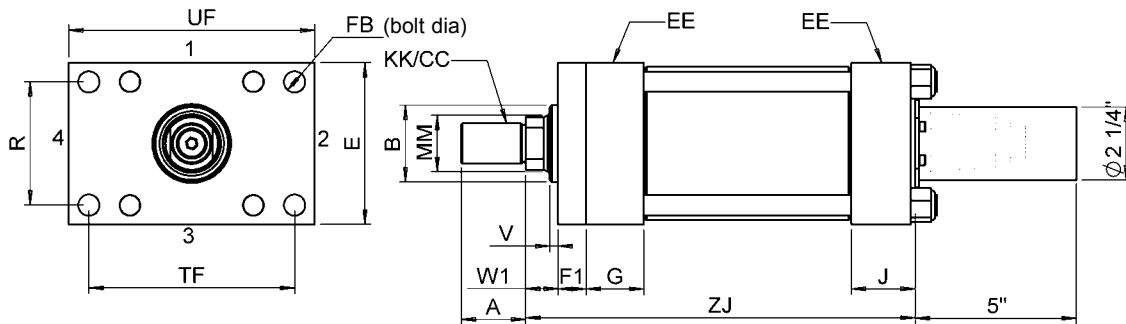 UF
1
FB (bolt dia)
KK/CC
EE
EE
R
4
2
E
B
MM
Ø2 1/4"
3
TF
V
W1
F1
G
J
A
ZJ
5"